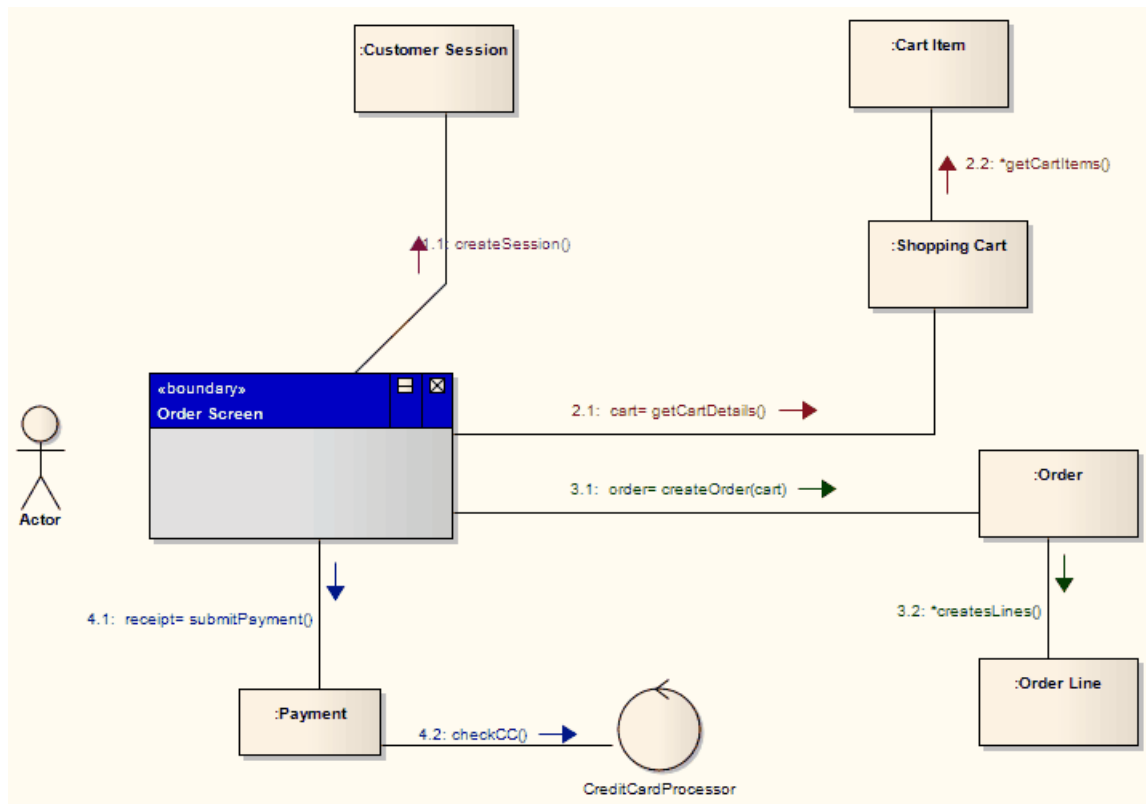 :Customer Session
:Cart Item
2.2: *getCartItems()
1.1: createSession()
:Shopping Cart
«boundary»
Order Screen
2.1: cart= getCartDetails()
3.1: order= createOrder(cart)
:Order
Actor
4.1: receipt= submitPayment()
3.2: *createsLines()
:Order Line
:Payment
4.2: checkCC()
CreditCardProcessor